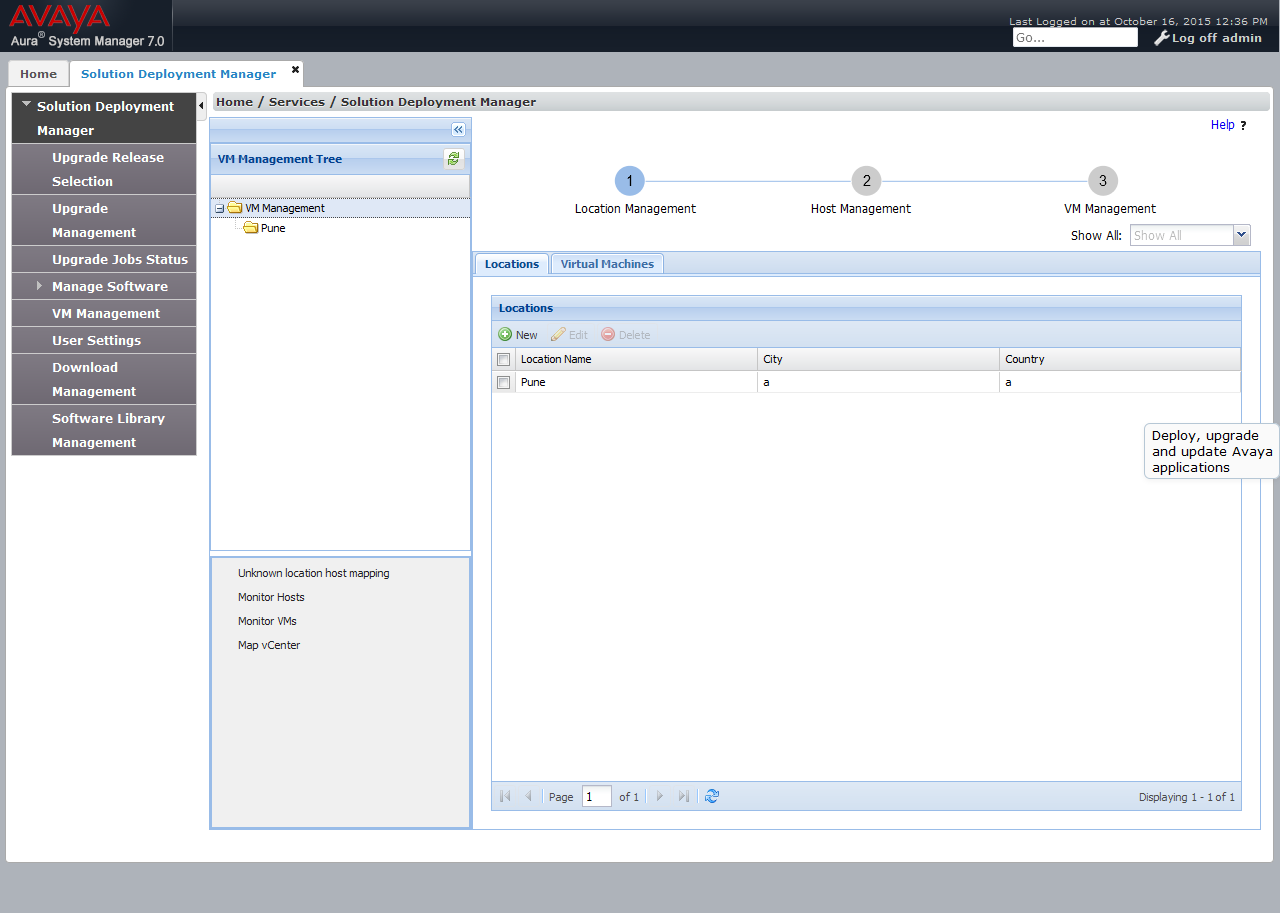 AVAYA
Aura® System Manager 7.0
Last Logged on at October 16, 2015 12:36 PM
Go...
Log off admin
Home
Solution Deployment Manager
Solution Deployment
Manager
Upgrade Release
Selection
Upgrade
Management
Upgrade Jobs Status
Manage Software
VM Management
User Settings
Download
Management
Software Library
Management
Home / Services / Solution Deployment Manager
Help ?
VM Management Tree
VM Management
Pune
Unknown location host mapping
Monitor Hosts
Monitor VMs
Map vCenter
1
2
3
Location Management
Host Management
VM Management
Show All: Show All
Locations
Virtual Machines
Locations
New Edit Delete
Location Name City Country
Pune a a
Deploy, upgrade
and update Avaya
applications
Page 1 of 1
Displaying 1 - 1 of 1